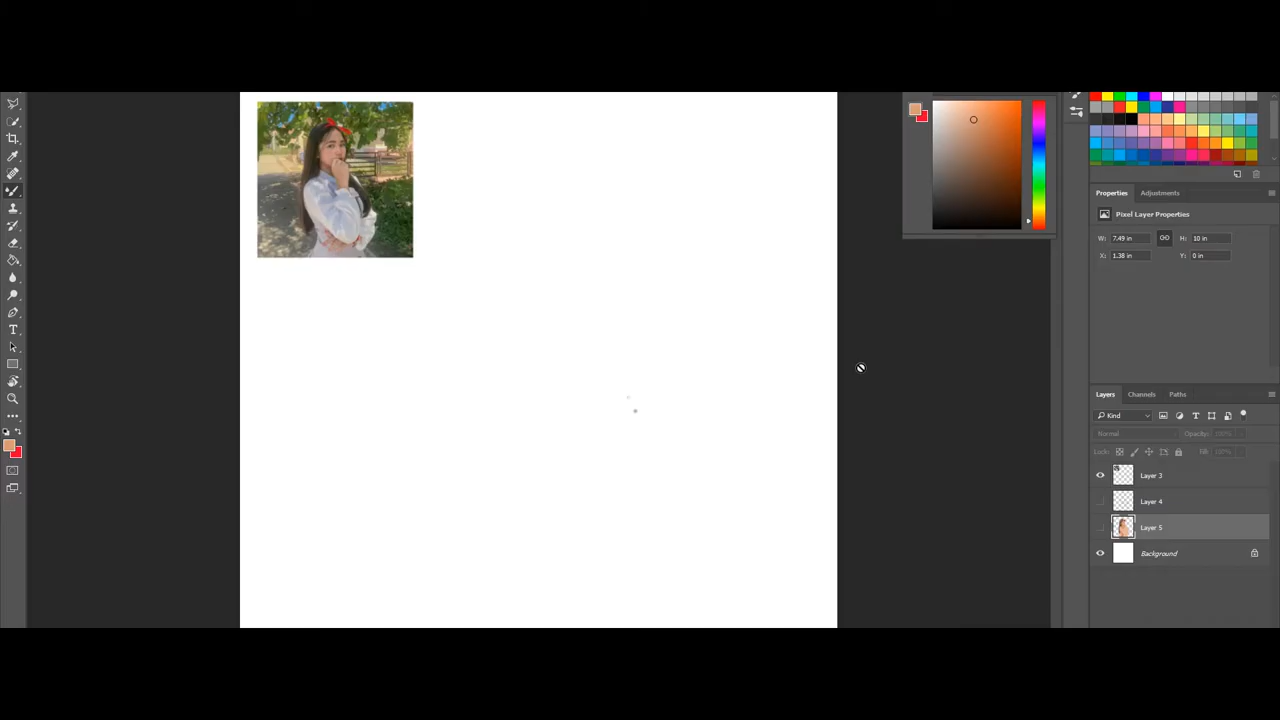 Properties Adjustments
Pixel Layer Properties
W: 7.49 in H: 10 in
X: 1.38 in Y: 0 in
Layers Channels Paths
Kind
Normal Opacity: 100%
Lock: Fill: 100%
Layer 3
Layer 4
Layer 5
Background